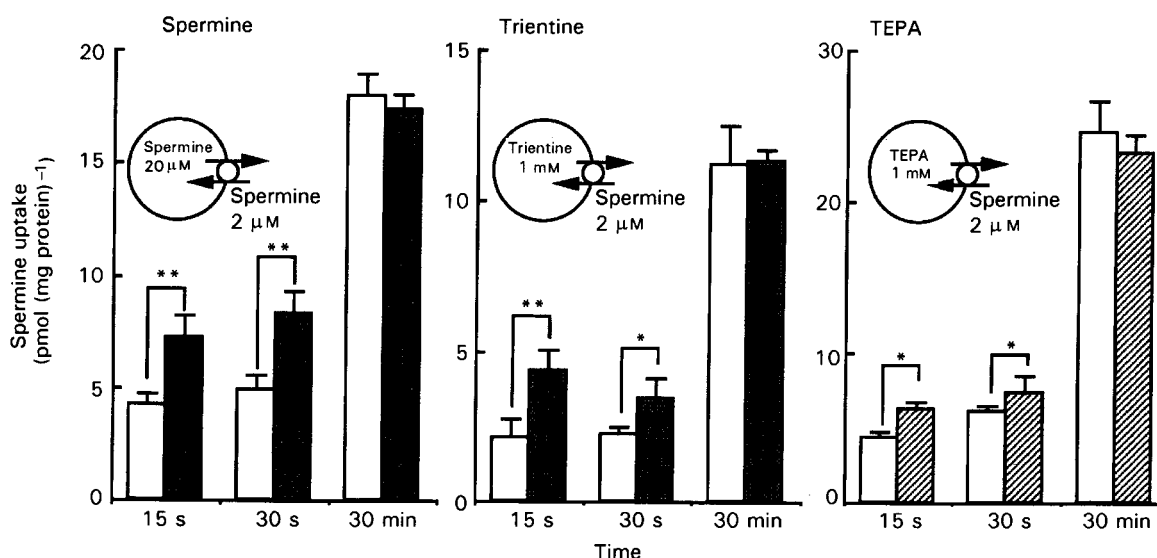 Spermine
Trientine
TEPA
Spermine uptake
(pmol (mg protein)⁻¹)
20
15
10
5
0
Spermine
20 μM
Spermine
2 μM
**
**
15 s
30 s
30 min
15
10
5
0
Trientine
1 mM
Spermine
2 μM
**
*
15 s
30 s
30 min
30
20
10
0
TEPA
1 mM
Spermine
2 μM
*
*
15 s
30 s
30 min
Time